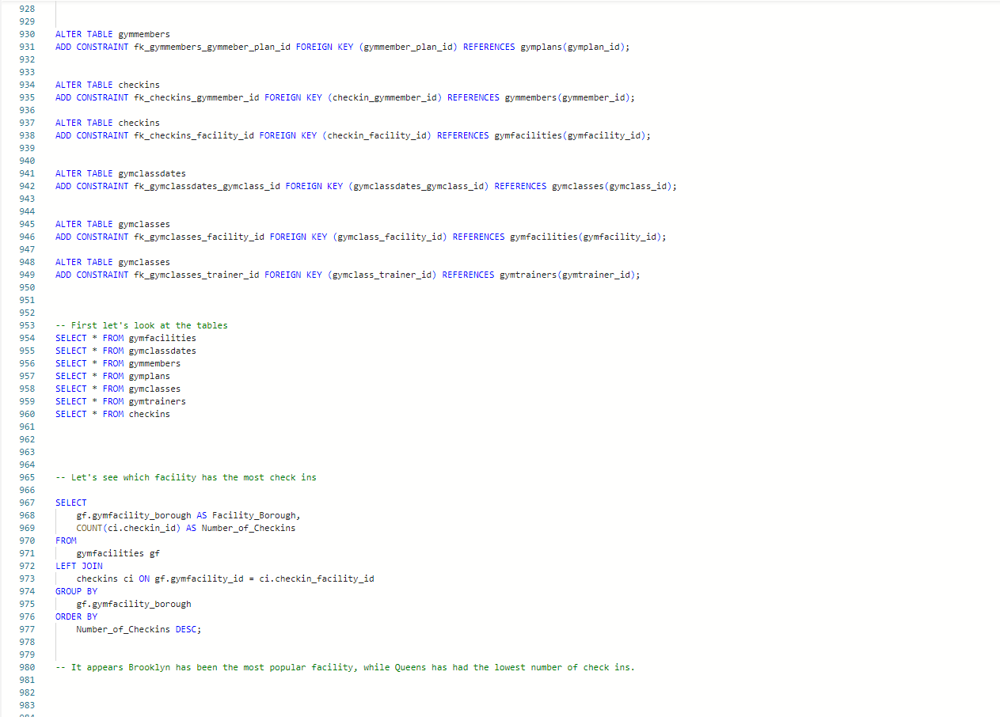 928
929
930 ALTER TABLE gymmembers
931 ADD CONSTRAINT fk_gymmembers_gymmeber_plan_id FOREIGN KEY (gymmember_plan_id) REFERENCES gymplans(gymplan_id);
932
933
934 ALTER TABLE checkins
935 ADD CONSTRAINT fk_checkins_gymmember_id FOREIGN KEY (checkin_gymmember_id) REFERENCES gymmembers(gymmember_id);
936
937 ALTER TABLE checkins
938 ADD CONSTRAINT fk_checkins_facility_id FOREIGN KEY (checkin_facility_id) REFERENCES gymfacilities(gymfacility_id);
939
940
941 ALTER TABLE gymclassdates
942 ADD CONSTRAINT fk_gymclassdates_gymclass_id FOREIGN KEY (gymclassdates_gymclass_id) REFERENCES gymclasses(gymclass_id);
943
944
945 ALTER TABLE gymclasses
946 ADD CONSTRAINT fk_gymclasses_facility_id FOREIGN KEY (gymclass_facility_id) REFERENCES gymfacilities(gymfacility_id);
947
948 ALTER TABLE gymclasses
949 ADD CONSTRAINT fk_gymclasses_trainer_id FOREIGN KEY (gymclass_trainer_id) REFERENCES gymtrainers(gymtrainer_id);
950
951
952
953 -- First let's look at the tables
954 SELECT * FROM gymfacilities
955 SELECT * FROM gymclassdates
956 SELECT * FROM gymmembers
957 SELECT * FROM gymplans
958 SELECT * FROM gymclasses
959 SELECT * FROM gymtrainers
960 SELECT * FROM checkins
961
962
963
964
965 -- Let's see which facility has the most check ins
966
967 SELECT
968 gf.gymfacility_borough AS Facility_Borough,
969 COUNT(ci.checkin_id) AS Number_of_Checkins
970 FROM
971 gymfacilities gf
972 LEFT JOIN
973 checkins ci ON gf.gymfacility_id = ci.checkin_facility_id
974 GROUP BY
975 gf.gymfacility_borough
976 ORDER BY
977 Number_of_Checkins DESC;
978
979
980 -- It appears Brooklyn has been the most popular facility, while Queens has had the lowest number of check ins.
981
982
983